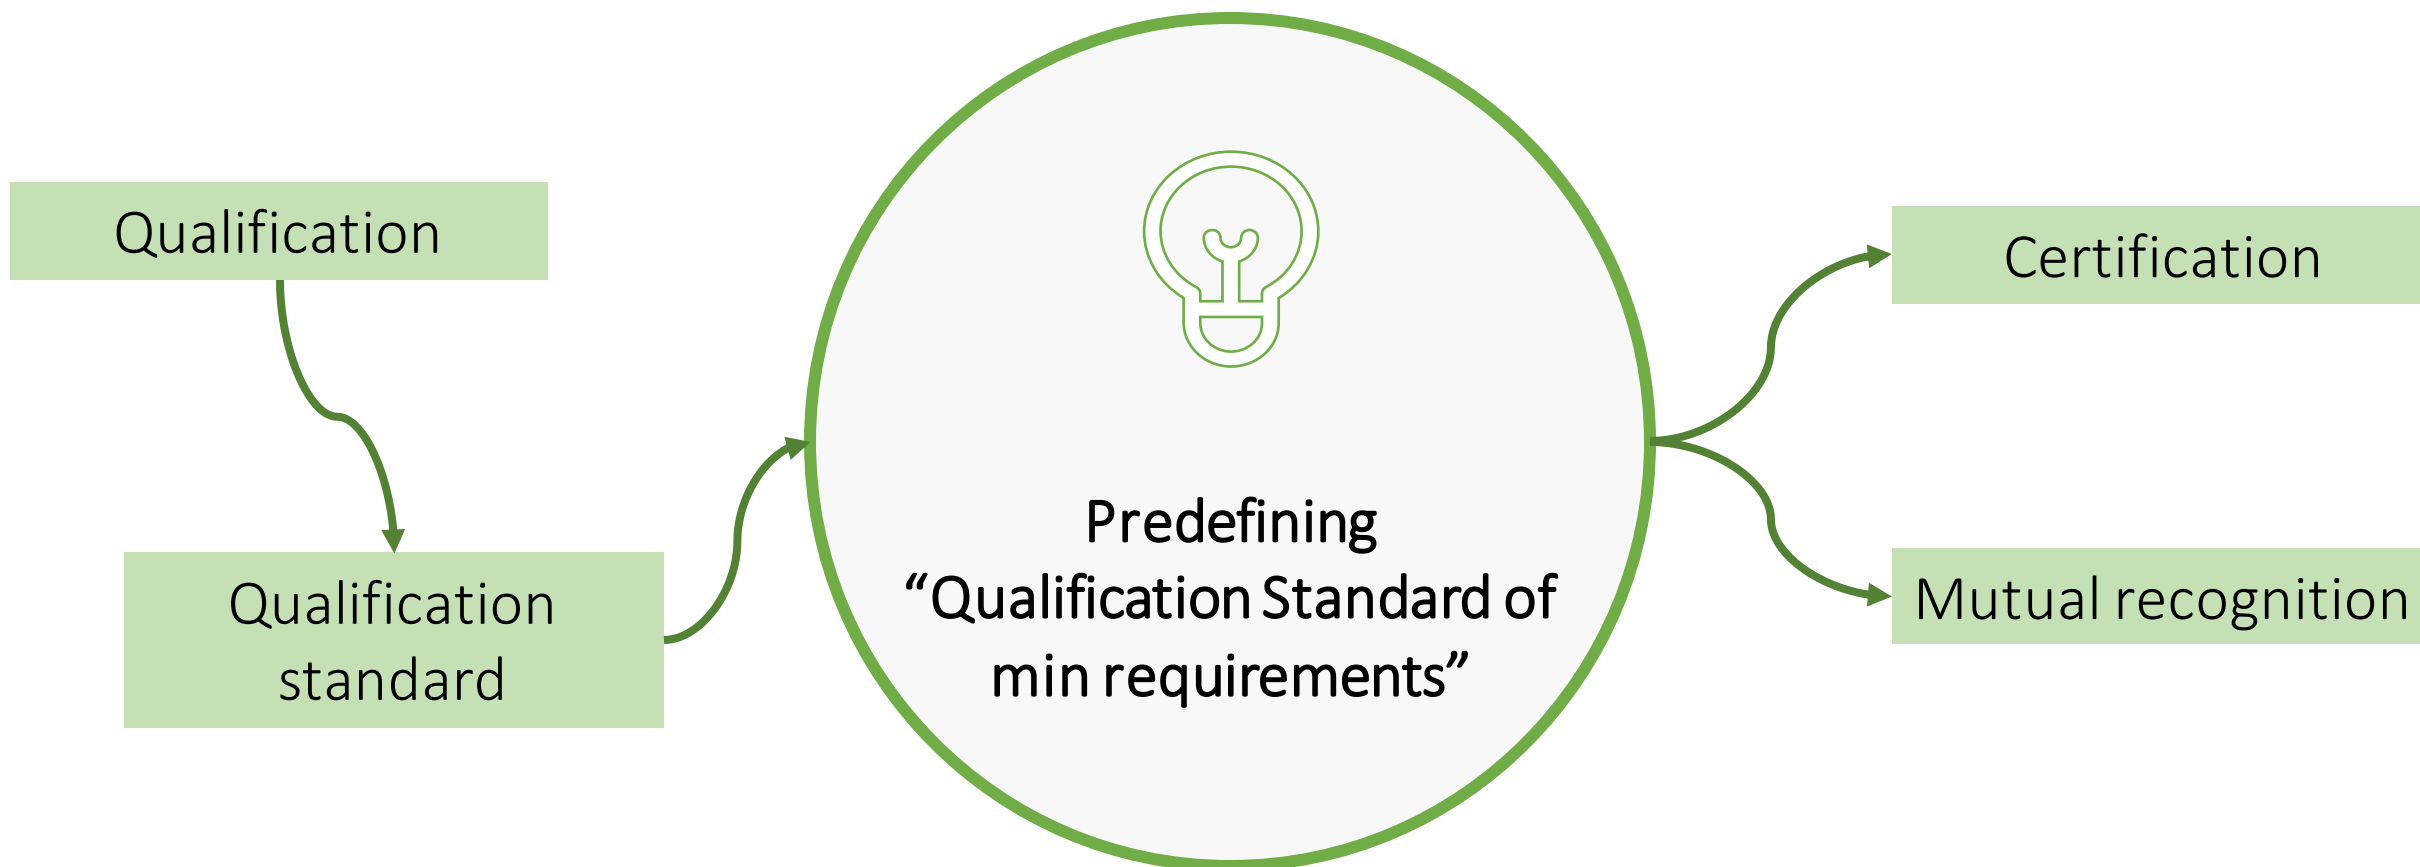 Qualification
Qualification
standard
Predefining
“Qualification Standard of
min requirements”
Certification
Mutual recognition